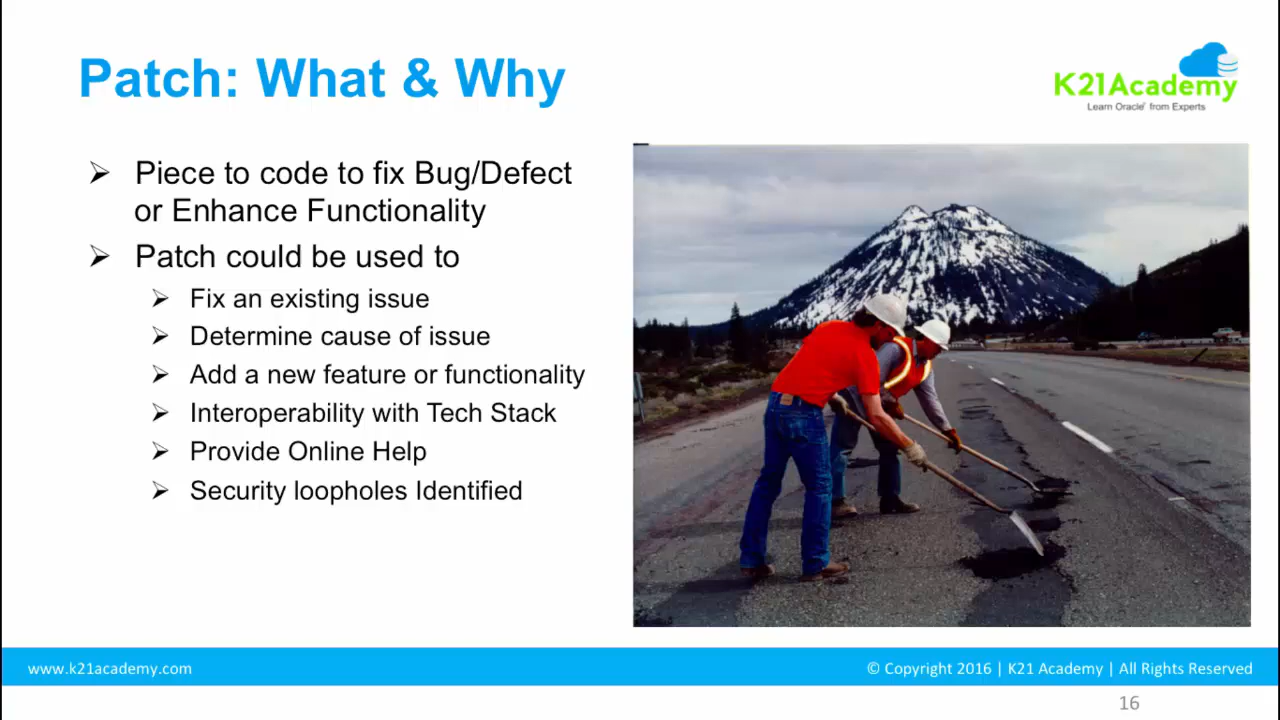 Patch: What & Why
K21Academy
Learn Oracle' from Experts
Piece to code to fix Bug/Defect
or Enhance Functionality
Patch could be used to
Fix an existing issue
Determine cause of issue
Add a new feature or functionality
Interoperability with Tech Stack
Provide Online Help
Security loopholes Identified
www.k21academy.com
© Copyright 2016 | K21 Academy | All Rights Reserved
16